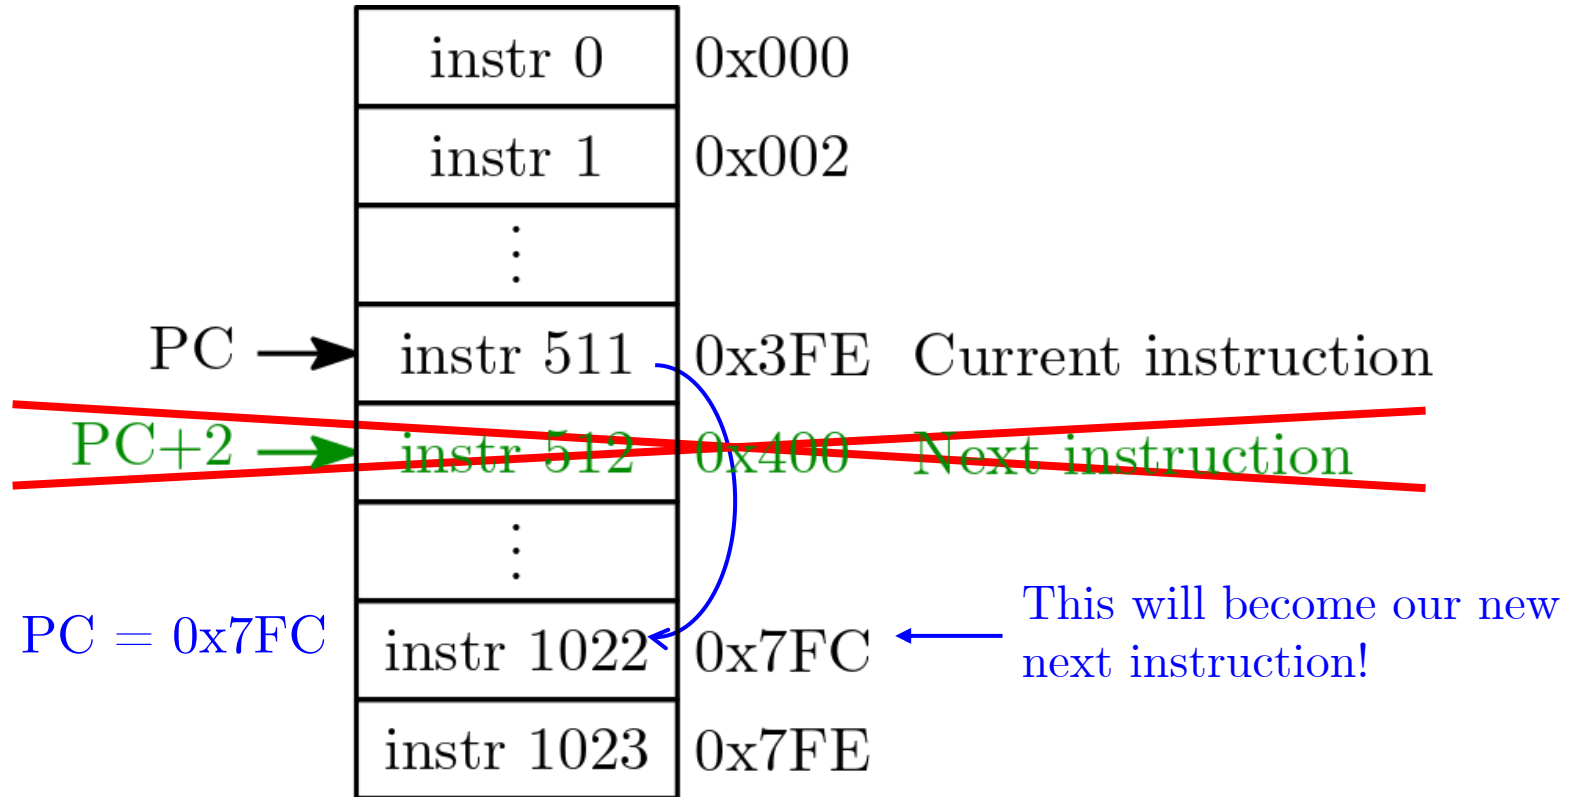 instr 0 0x000
instr 1 0x002
⋮
PC instr 511 0x3FE Current instruction
PC+2 instr 512 0x400 Next instruction
⋮
PC = 0x7FC instr 1022 0x7FC This will become our new
next instruction!
instr 1023 0x7FE